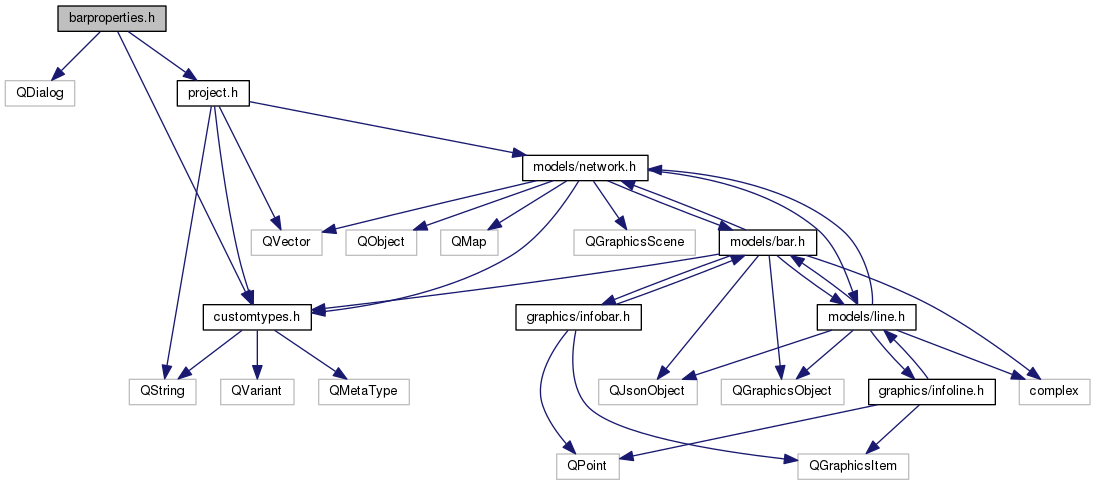 barproperties.h
QDialog
project.h
models/network.h
QVector
QObject
QMap
QGraphicsScene
models/bar.h
customtypes.h
graphics/infobar.h
models/line.h
QString
QVariant
QMetaType
QJsonObject
QGraphicsObject
graphics/infoline.h
complex
QPoint
QGraphicsItem